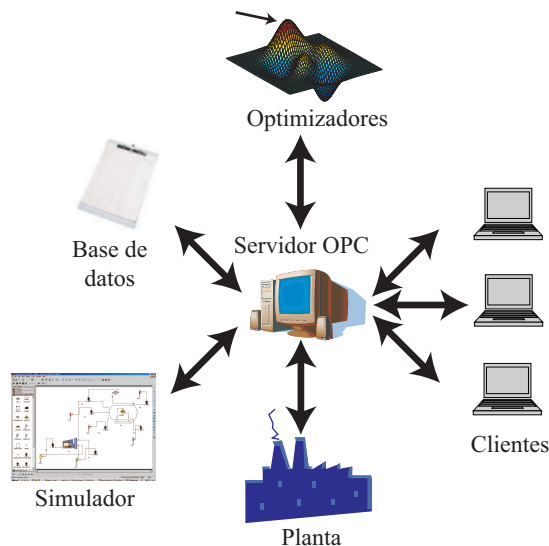 Optimizadores
Base de
datos
Servidor OPC
Simulador
Planta
Clientes